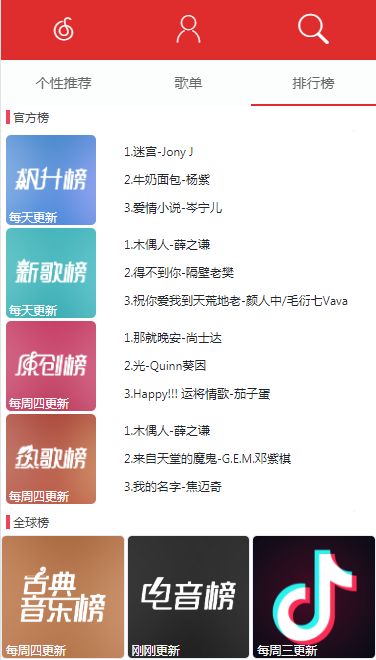 个性推荐 歌单 排行榜
官方榜
飙升榜
每天更新
1.迷宫-Jony J
2.牛奶面包-杨紫
3.爱情小说-岑宁儿
新歌榜
每天更新
1.木偶人-薛之谦
2.得不到你-隔壁老樊
3.祝你爱我到天荒地老-颜人中/毛衍七Vava
原创榜
每周四更新
1.那就晚安-尚士达
2.光-Quinn葵因
3.Happy!!! 运将情歌-茄子蛋
热歌榜
每周四更新
1.木偶人-薛之谦
2.来自天堂的魔鬼-G.E.M.邓紫棋
3.我的名字-焦迈奇
全球榜
古典
音乐榜
每周四更新
电音榜
刚刚更新
每周三更新